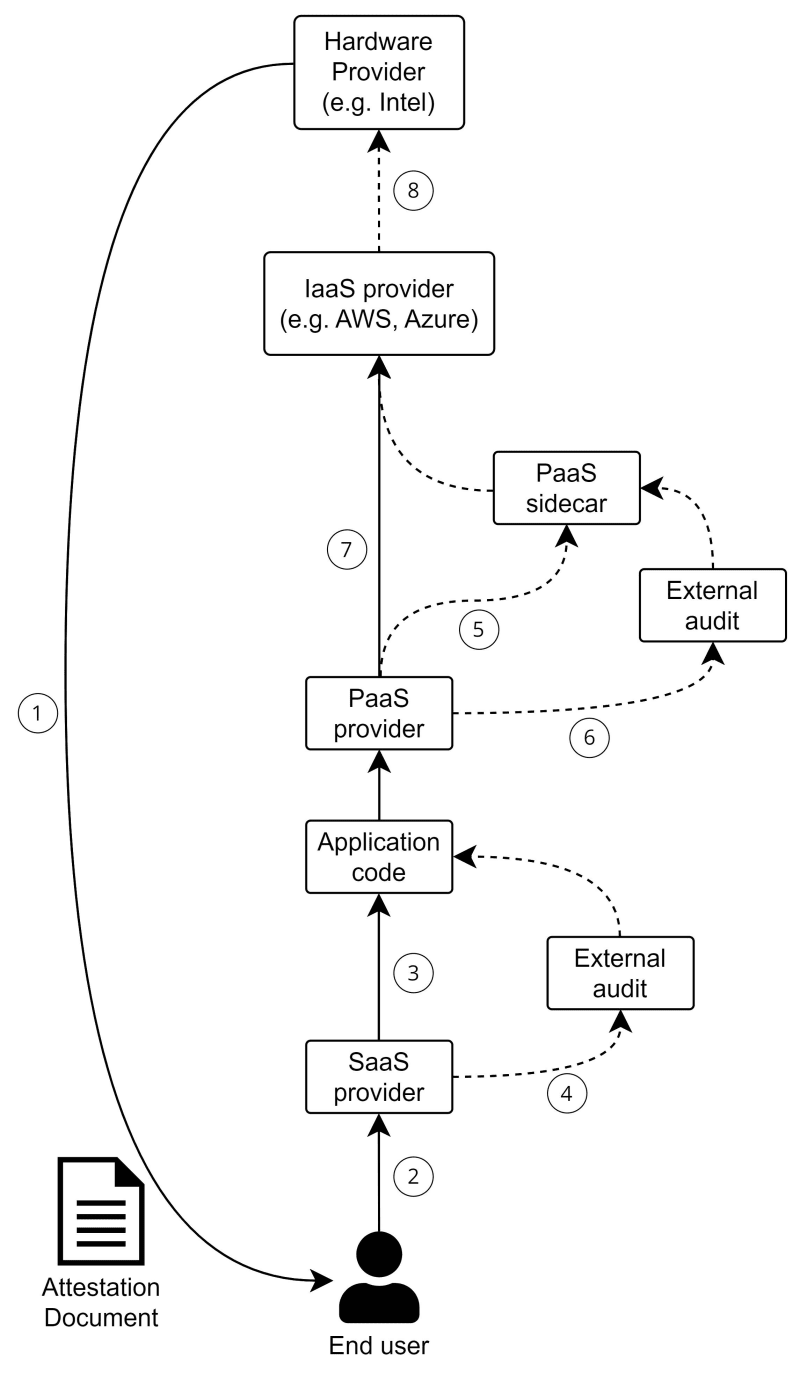 Hardware
Provider
(e.g. Intel)
8
IaaS provider
(e.g. AWS, Azure)
PaaS
sidecar
7
External
audit
5
PaaS
provider
1
6
Application
code
External
audit
3
SaaS
provider
4
2
Attestation
Document
End user